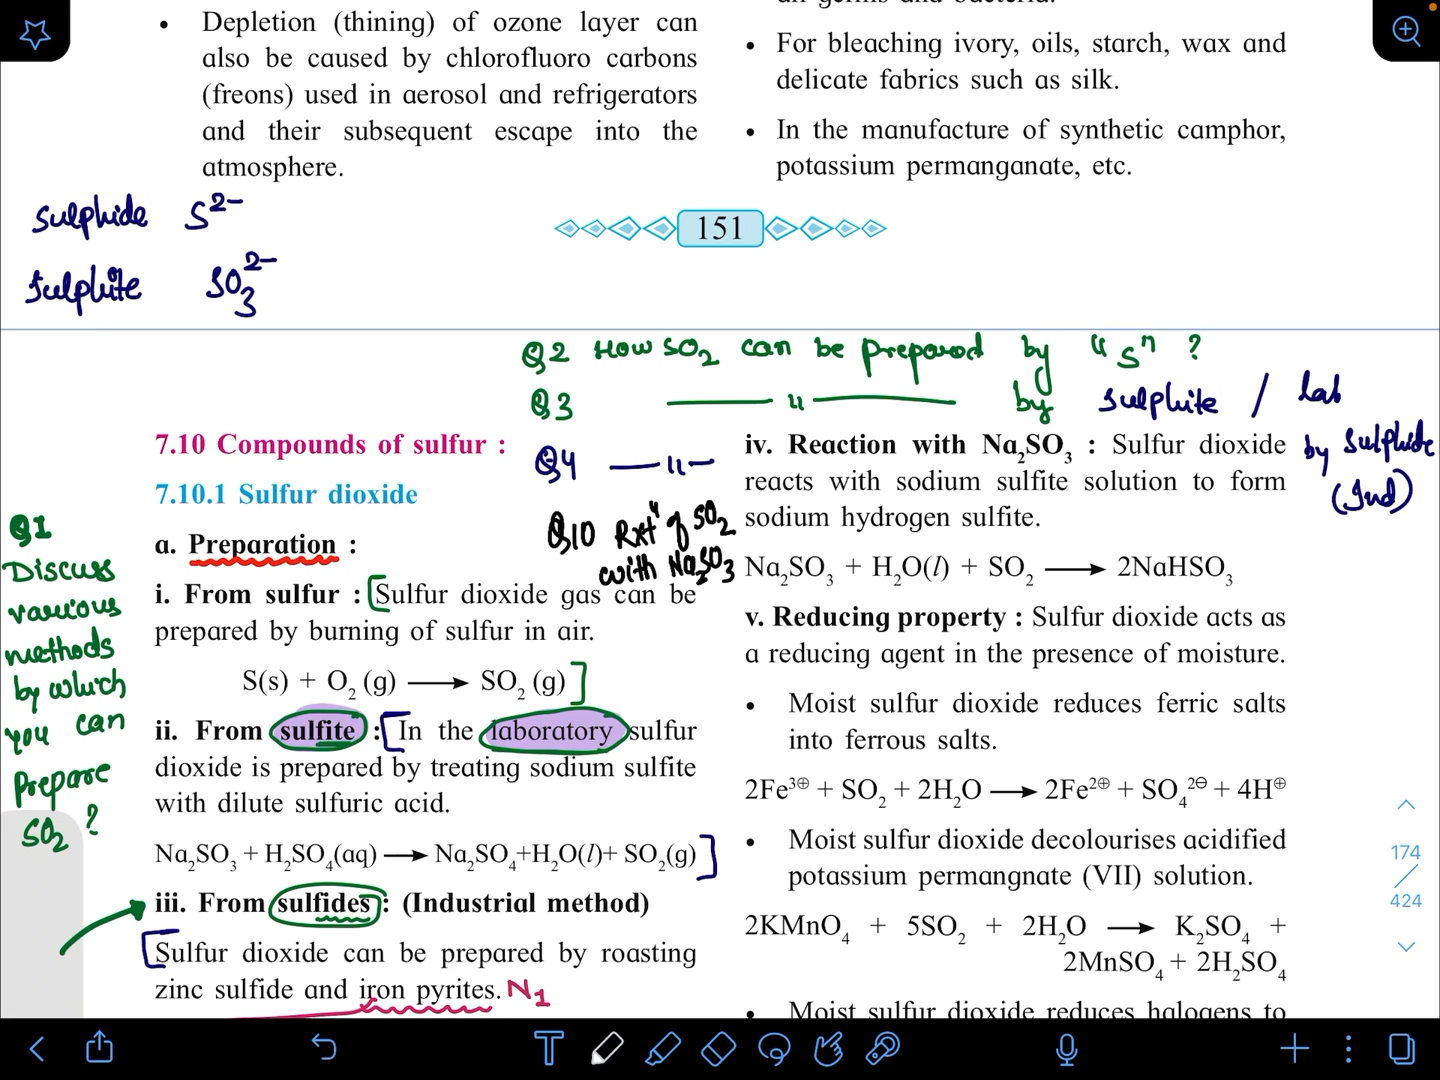 Depletion (thining) of ozone layer can
also be caused by chlorofluoro carbons
(freons) used in aerosol and refrigerators
and their subsequent escape into the
atmosphere.
• For bleaching ivory, oils, starch, wax and
delicate fabrics such as silk.
• In the manufacture of synthetic camphor,
potassium permanganate, etc.
Sulphide S²⁻
Sulphite SO₃²⁻
151
Q2 How SO₂ can be prepared by "S" ?
Q3 —— 〃 —— by sulphite / Lab
Q4 — 〃 — by Sulphide
(Ind)
7.10 Compounds of sulfur :
7.10.1 Sulfur dioxide
Q1
Discuss
various
methods
by which
you can
Prepare
SO₂ ?
a. Preparation :
i. From sulfur : [Sulfur dioxide gas can be
prepared by burning of sulfur in air.
S(s) + O₂ (g) ⟶ SO₂ (g)]
ii. From sulfite : [In the laboratory sulfur
dioxide is prepared by treating sodium sulfite
with dilute sulfuric acid.
Na₂SO₃ + H₂SO₄(aq) ⟶ Na₂SO₄+H₂O(l)+ SO₂(g)]
iii. From sulfides : (Industrial method)
[Sulfur dioxide can be prepared by roasting
zinc sulfide and iron pyrites. N1
Q10 Rxtⁿ of SO₂
with Na₂SO₃
iv. Reaction with Na₂SO₃ : Sulfur dioxide
reacts with sodium sulfite solution to form
sodium hydrogen sulfite.
Na₂SO₃ + H₂O(l) + SO₂ ⟶ 2NaHSO₃
v. Reducing property : Sulfur dioxide acts as
a reducing agent in the presence of moisture.
• Moist sulfur dioxide reduces ferric salts
into ferrous salts.
2Fe³⊕ + SO₂ + 2H₂O ⟶ 2Fe²⊕ + SO₄²⊖ + 4H⊕
• Moist sulfur dioxide decolourises acidified
potassium permangnate (VII) solution.
2KMnO₄ + 5SO₂ + 2H₂O ⟶ K₂SO₄ +
2MnSO₄ + 2H₂SO₄
• Moist sulfur dioxide reduces halogens to
174
/
424
T